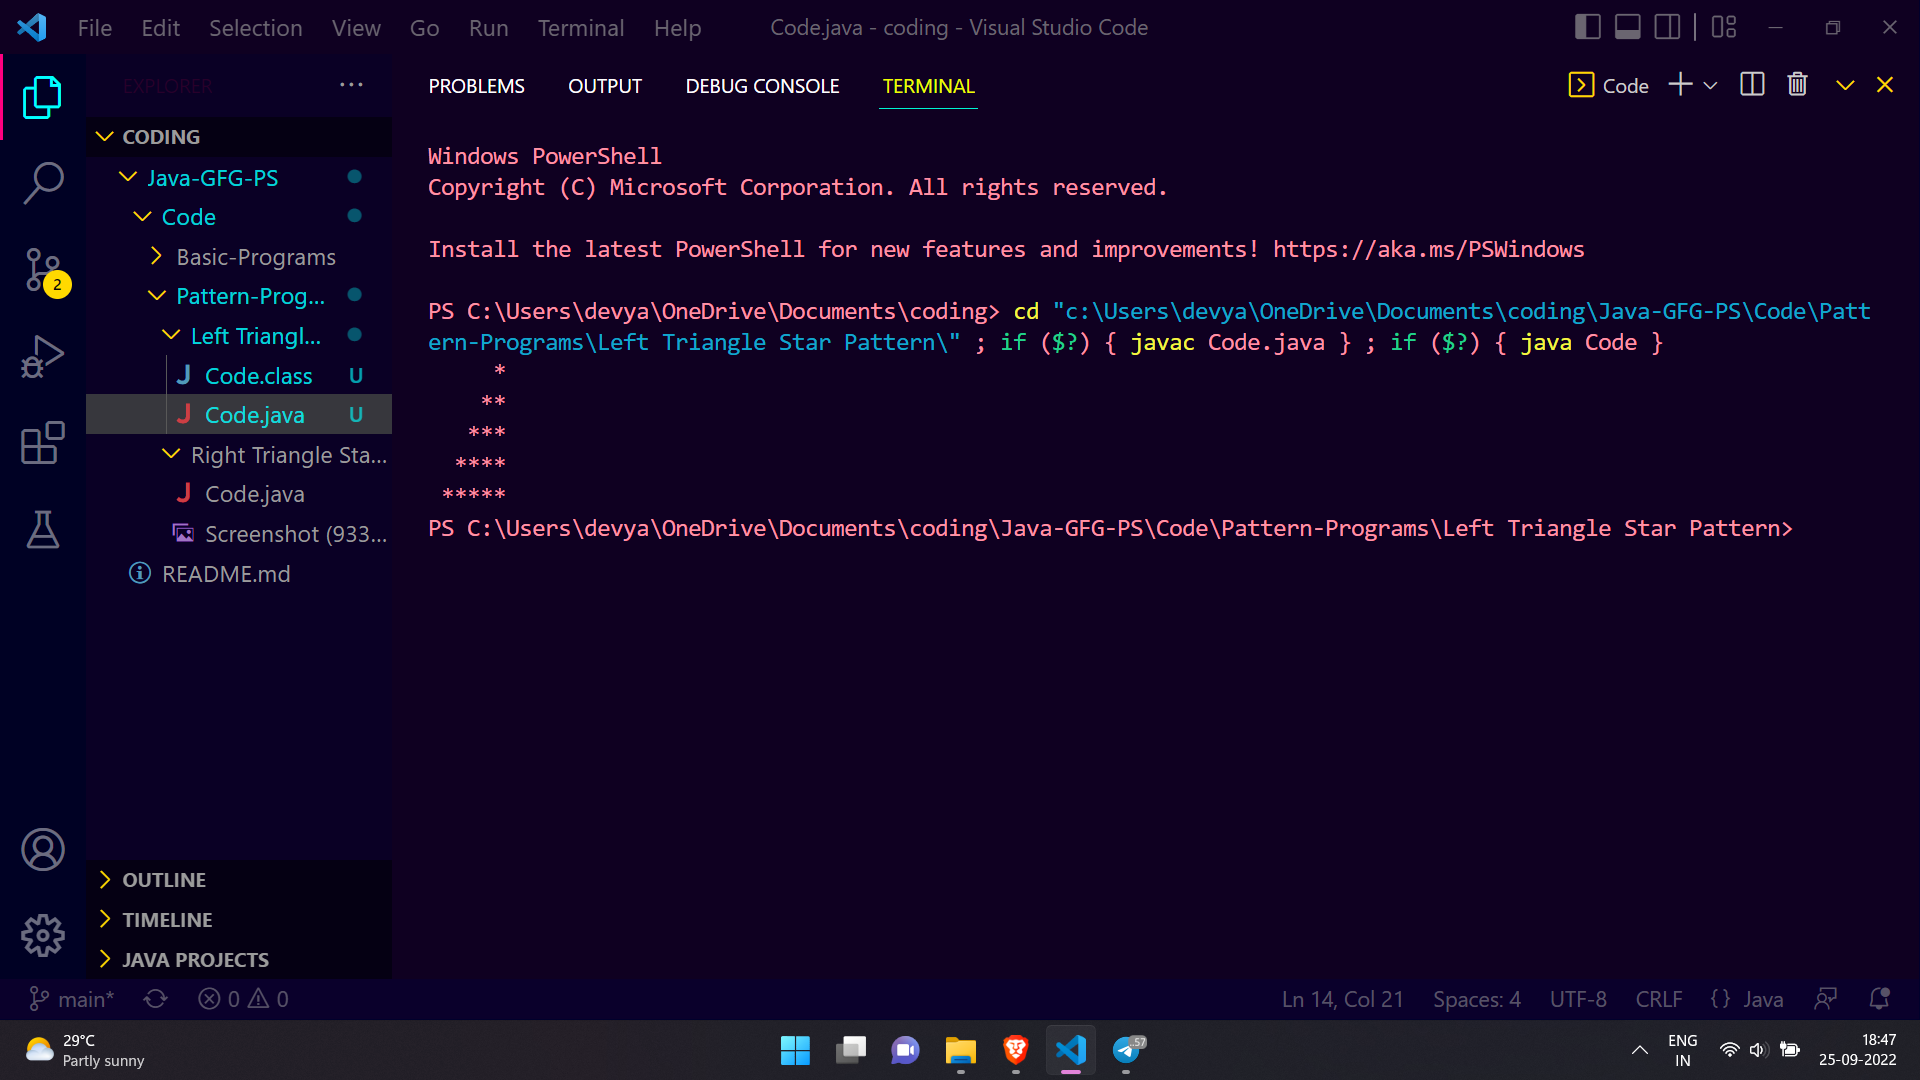 File Edit Selection View Go Run Terminal Help Code.java - coding - Visual Studio Code
EXPLORER ...
CODING
Java-GFG-PS
Code
Basic-Programs
Pattern-Prog...
Left Triangl...
Code.class U
Code.java U
Right Triangle Sta...
Code.java
Screenshot (933...
README.md
OUTLINE
TIMELINE
JAVA PROJECTS
2
PROBLEMS OUTPUT DEBUG CONSOLE TERMINAL Code
Windows PowerShell
Copyright (C) Microsoft Corporation. All rights reserved.
Install the latest PowerShell for new features and improvements! https://aka.ms/PSWindows
PS C:\Users\devya\OneDrive\Documents\coding> cd "c:\Users\devya\OneDrive\Documents\coding\Java-GFG-PS\Code\Patt
ern-Programs\Left Triangle Star Pattern\" ; if ($?) { javac Code.java } ; if ($?) { java Code }
     *
    **
   ***
  ****
 *****
PS C:\Users\devya\OneDrive\Documents\coding\Java-GFG-PS\Code\Pattern-Programs\Left Triangle Star Pattern>
main* 0 0 Ln 14, Col 21 Spaces: 4 UTF-8 CRLF {} Java
29°C
Partly sunny
57
ENG
IN
18:47
25-09-2022